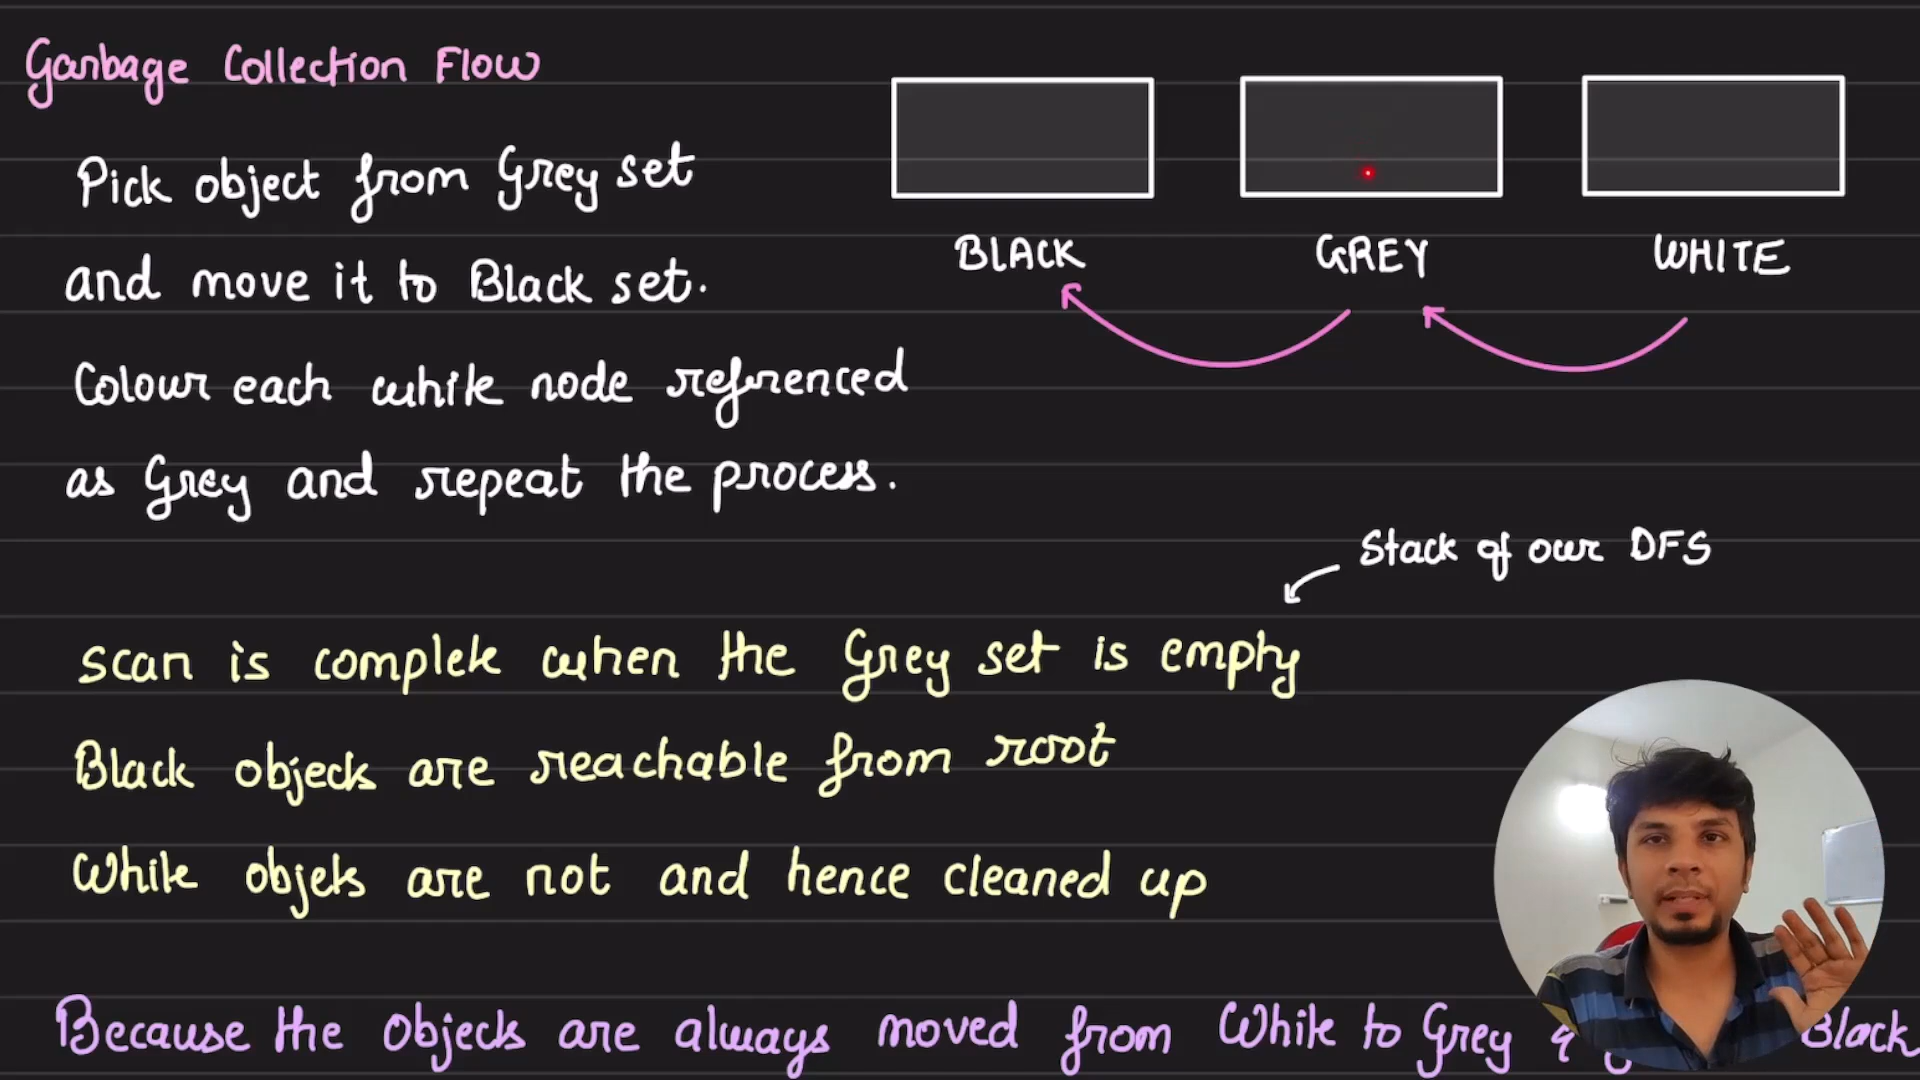 Garbage Collection Flow
Pick object from Grey set
and move it to Black set.
Colour each white node referenced
as Grey and repeat the process.
BLACK
GREY
WHITE
Stack of our DFS
scan is complete when the Grey set is empty
Black objects are reachable from root
White objets are not and hence cleaned up
Because the objects are always moved from White to Grey & Black